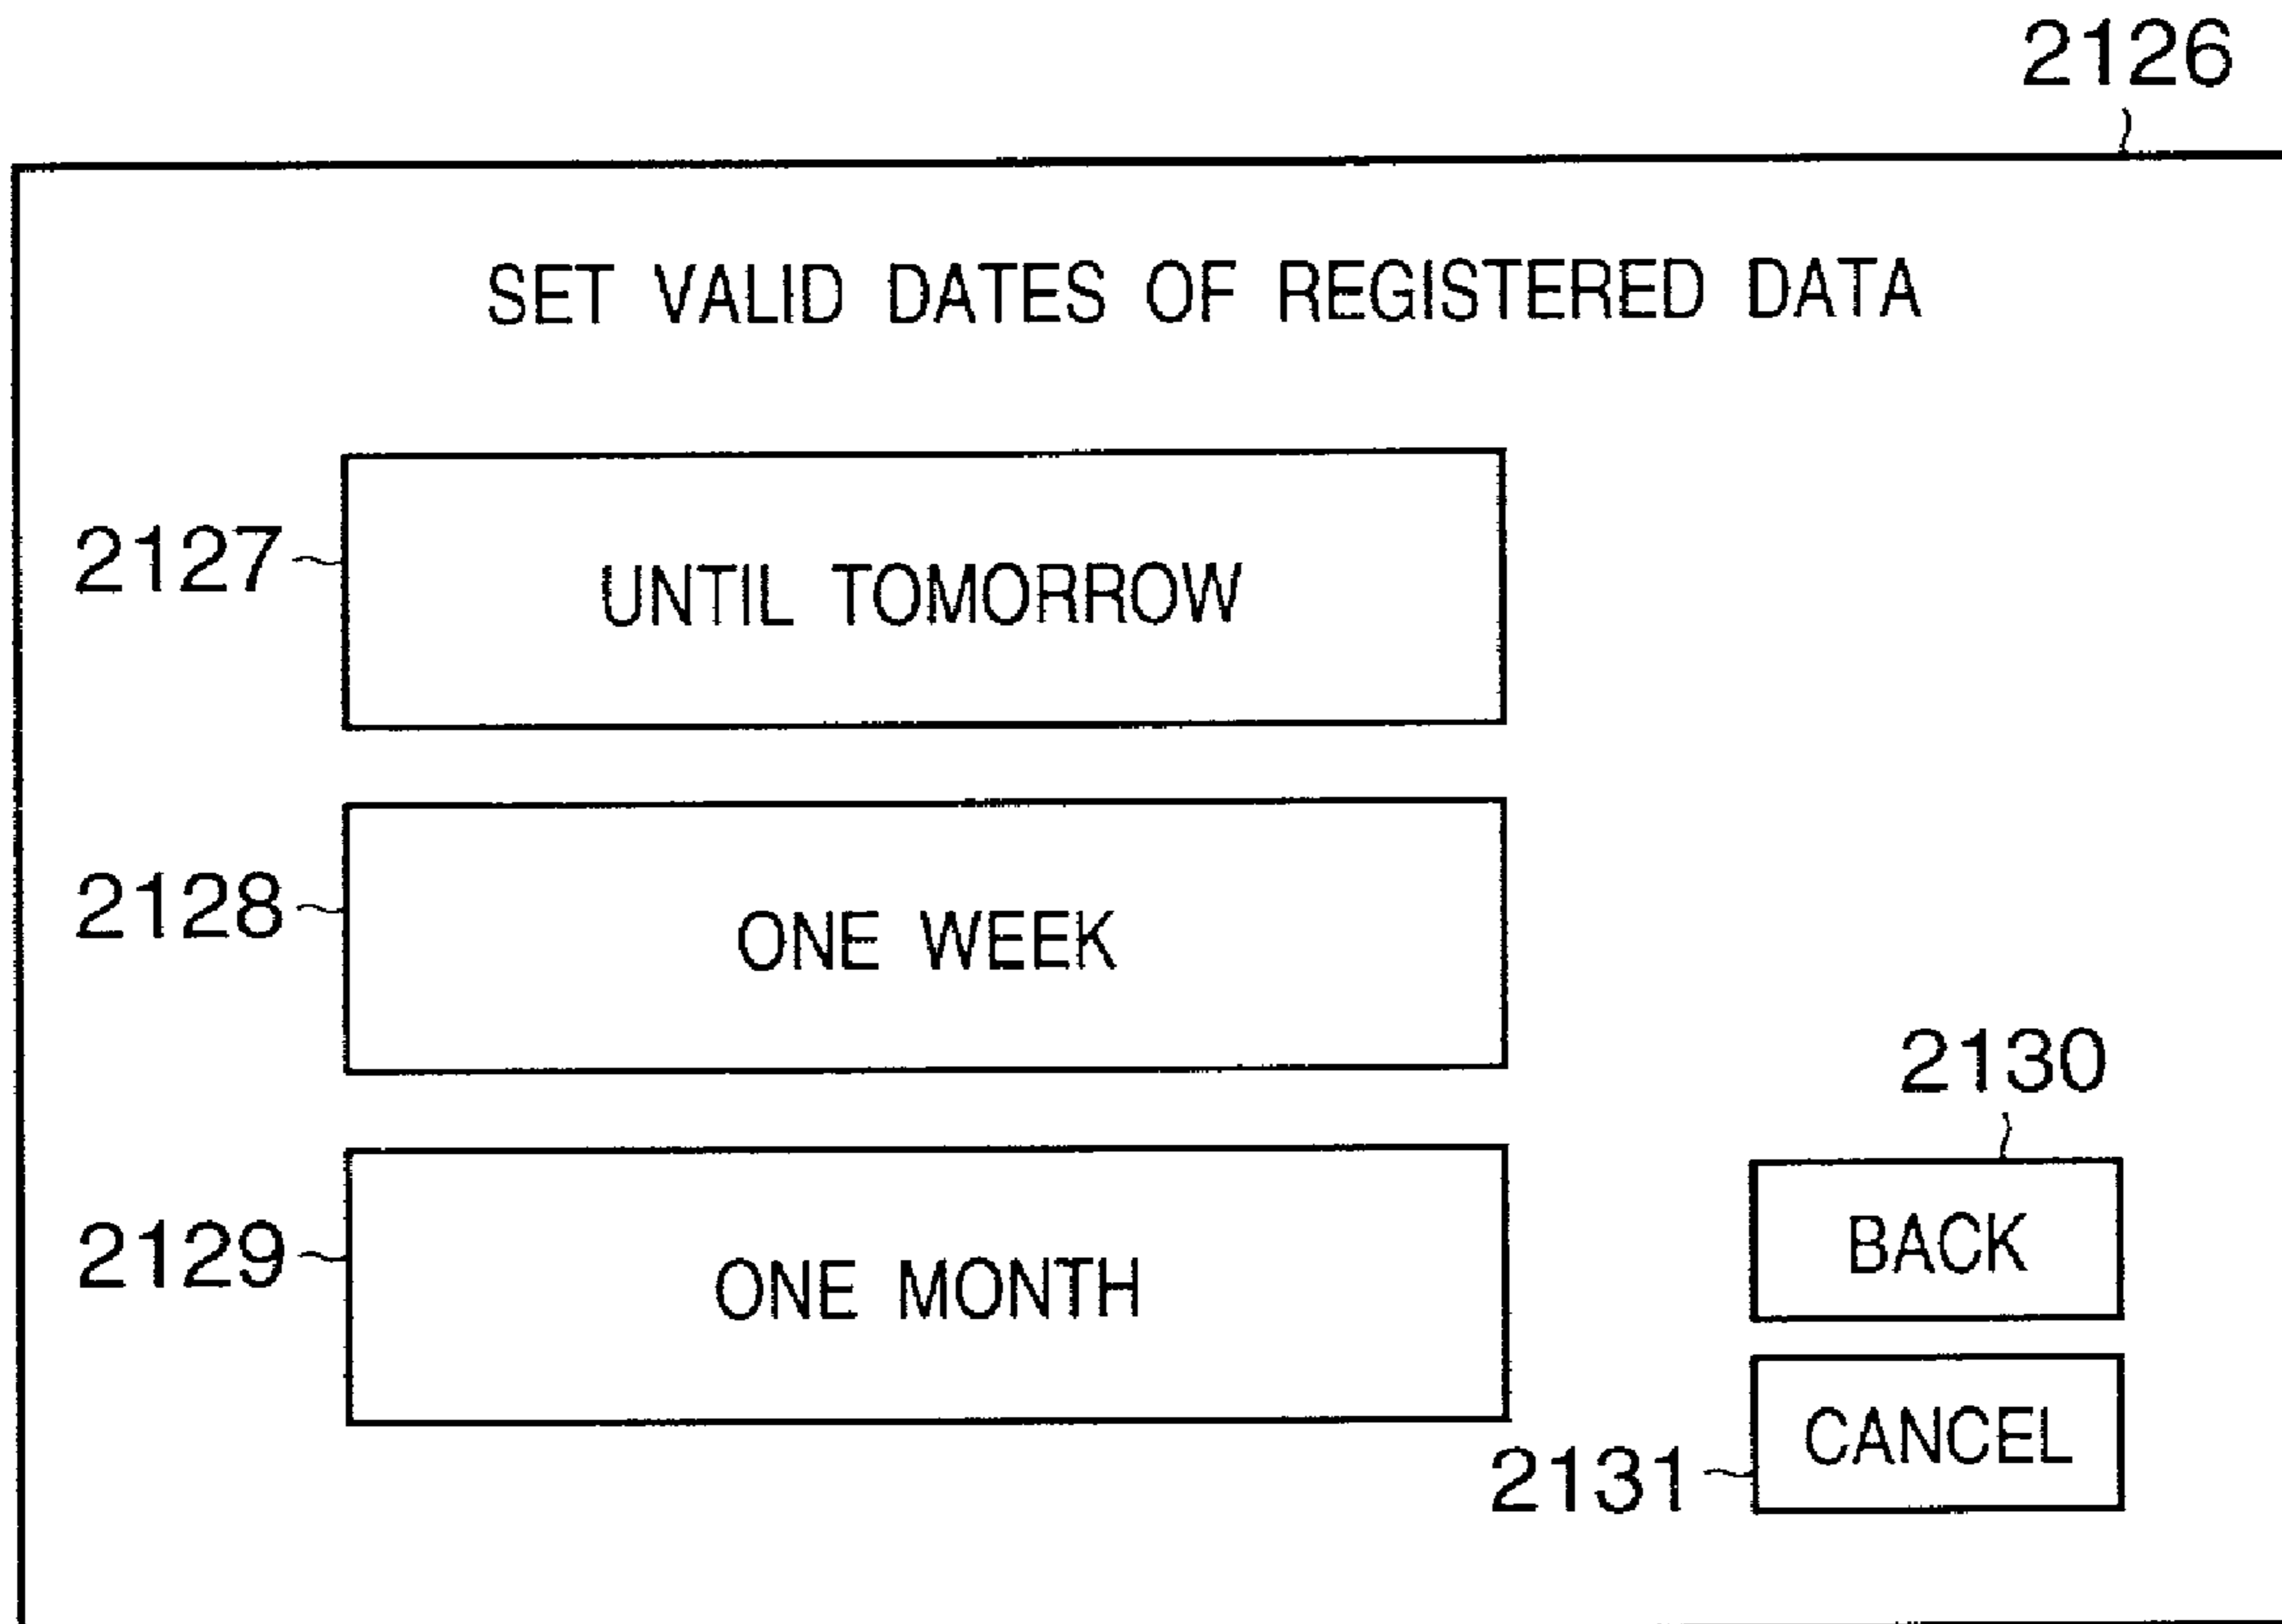 2126
SET VALID DATES OF REGISTERED DATA
2127
UNTIL TOMORROW
2128
ONE WEEK
2129
ONE MONTH
2130
BACK
2131
CANCEL